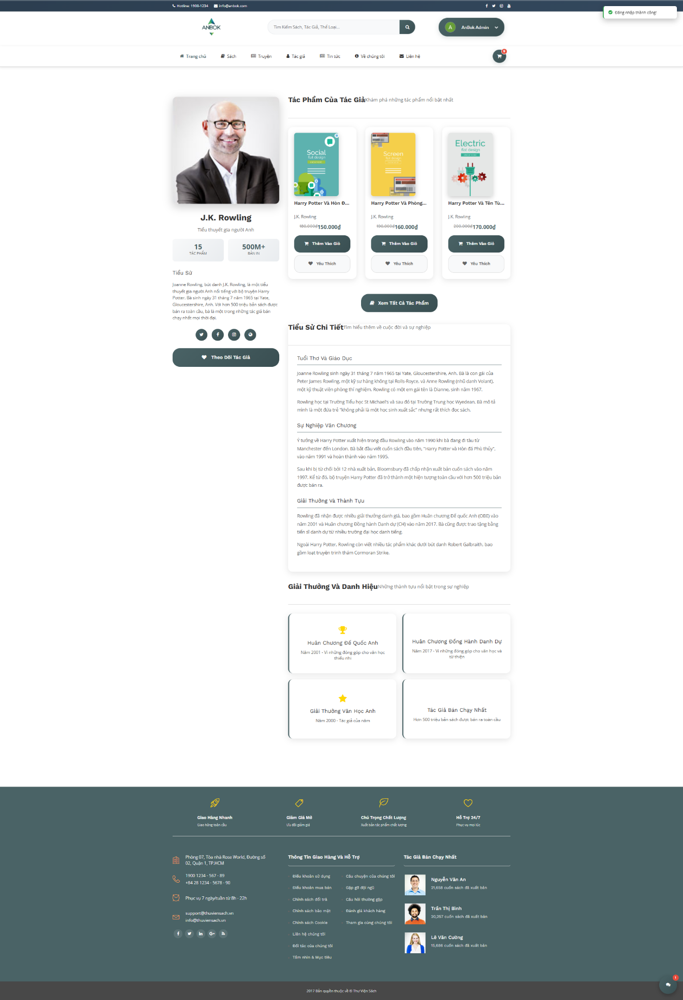 Hotline: 1900-1234 info@anbok.com
Đăng nhập thành công!
ANBOK
Tìm Kiếm Sách, Tác Giả, Thể Loại...
A AnBok Admin
Trang chủ Sách Truyện Tác giả Tin tức Về chúng tôi Liên hệ
9
J.K. Rowling
Tiểu thuyết gia người Anh
15 500M+
TÁC PHẨM BẢN IN
Tiểu Sử
Joanne Rowling, bút danh J.K. Rowling, là một tiểu
thuyết gia người Anh nổi tiếng với bộ truyện Harry
Potter. Bà sinh ngày 31 tháng 7 năm 1965 tại Yate,
Gloucestershire, Anh. Với hơn 500 triệu bản sách được
bán ra toàn cầu, bà là một trong những tác giả bán
chạy nhất mọi thời đại.
Theo Dõi Tác Giả
Tác Phẩm Của Tác Giả Khám phá những tác phẩm nổi bật nhất
Social
flat design
Screen
flat design
Electric
flat design
Harry Potter Và Hòn Đ... Harry Potter Và Phòng... Harry Potter Và Tên Tù...
J.K. Rowling J.K. Rowling J.K. Rowling
180.000₫150.000₫ 190.000₫160.000₫ 200.000₫170.000₫
Thêm Vào Giỏ Thêm Vào Giỏ Thêm Vào Giỏ
Yêu Thích Yêu Thích Yêu Thích
Xem Tất Cả Tác Phẩm
Tiểu Sử Chi Tiết Tìm hiểu thêm về cuộc đời và sự nghiệp
Tuổi Thơ Và Giáo Dục
Joanne Rowling sinh ngày 31 tháng 7 năm 1965 tại Yate, Gloucestershire, Anh. Bà là con gái của
Peter James Rowling, một kỹ sư hàng không tại Rolls-Royce, và Anne Rowling (nhũ danh Volant),
một kỹ thuật viên phòng thí nghiệm. Rowling có một em gái tên là Dianne, sinh năm 1967.
Rowling học tại Trường Tiểu học St Michael's và sau đó tại Trường Trung học Wyedean. Bà mô tả
mình là một đứa trẻ "không phải là một học sinh xuất sắc" nhưng rất thích đọc sách.
Sự Nghiệp Văn Chương
Ý tưởng về Harry Potter xuất hiện trong đầu Rowling vào năm 1990 khi bà đang đi tàu từ
Manchester đến London. Bà bắt đầu viết cuốn sách đầu tiên, "Harry Potter và Hòn đá Phù thủy",
vào năm 1991 và hoàn thành vào năm 1995.
Sau khi bị từ chối bởi 12 nhà xuất bản, Bloomsbury đã chấp nhận xuất bản cuốn sách vào năm
1997. Kể từ đó, bộ truyện Harry Potter đã trở thành một hiện tượng toàn cầu với hơn 500 triệu bản
được bán ra.
Giải Thưởng Và Thành Tựu
Rowling đã nhận được nhiều giải thưởng danh giá, bao gồm Huân chương Đế quốc Anh (OBE) vào
năm 2001 và Huân chương Đồng hành Danh dự (CH) vào năm 2017. Bà cũng được trao tặng bằng
tiến sĩ danh dự từ nhiều trường đại học danh tiếng.
Ngoài Harry Potter, Rowling còn viết nhiều tác phẩm khác dưới bút danh Robert Galbraith, bao
gồm loạt truyện trinh thám Cormoran Strike.
Giải Thưởng Và Danh Hiệu Những thành tựu nổi bật trong sự nghiệp
Huân Chương Đế Quốc Anh
Năm 2001 - Vì những đóng góp cho văn học
thiếu nhi
Huân Chương Đồng Hành Danh Dự
Năm 2017 - Vì những đóng góp cho văn học và
từ thiện
Giải Thưởng Văn Học Anh
Năm 2000 - Tác giả của năm
Tác Giả Bán Chạy Nhất
Hơn 500 triệu bản sách được bán ra toàn cầu
Giao Hàng Nhanh Giảm Giá Mở Chú Trọng Chất Lượng Hỗ Trợ 24/7
Giao hàng toàn cầu Ưu đãi giảm giá Xuất bản tác phẩm chất lượng Phục vụ mọi lúc
Phòng 07, Tòa nhà Rose World, Đường số
02, Quận 1, TP.HCM
1900 1234 - 567 - 89
+84 28 1234 - 5678 - 90
Phục vụ 7 ngày/tuần từ 8h - 22h
support@thuviensach.vn
info@thuviensach.vn
Thông Tin Giao Hàng Và Hỗ Trợ
Điều khoản sử dụng Câu chuyện của chúng tôi
Điều khoản mua bán Gặp gỡ đội ngũ
Chính sách đổi trả Câu hỏi thường gặp
Chính sách bảo mật Đánh giá khách hàng
Chính sách Cookie Tham gia cùng chúng tôi
Liên hệ chúng tôi
Đối tác của chúng tôi
Tầm nhìn & Mục tiêu
Tác Giả Bán Chạy Nhất
Nguyễn Văn An
21,658 cuốn sách đã xuất bản
Trần Thị Bình
20,257 cuốn sách đã xuất bản
Lê Văn Cường
15,686 cuốn sách đã xuất bản
1
2017 Bản quyền thuộc về © Thư Viện Sách